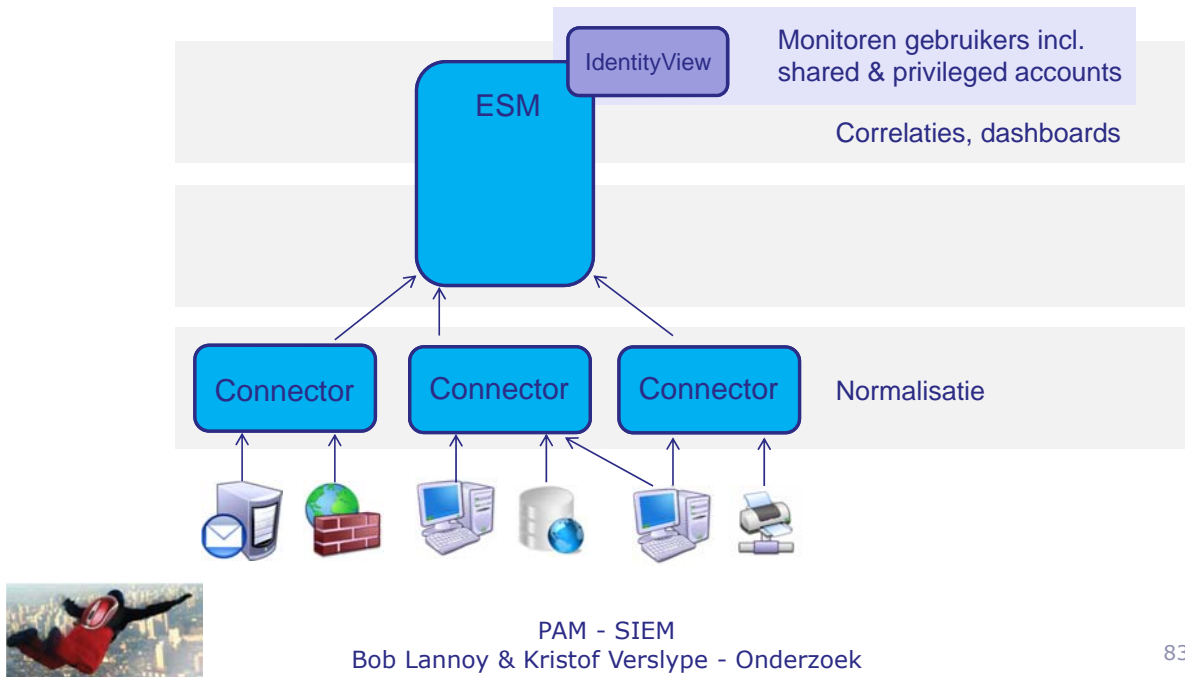 IdentityView
Monitoren gebruikers incl.
shared & privileged accounts
ESM
Correlaties, dashboards
Connector
Connector
Connector
Normalisatie
PAM - SIEM
Bob Lannoy & Kristof Verslype - Onderzoek
83